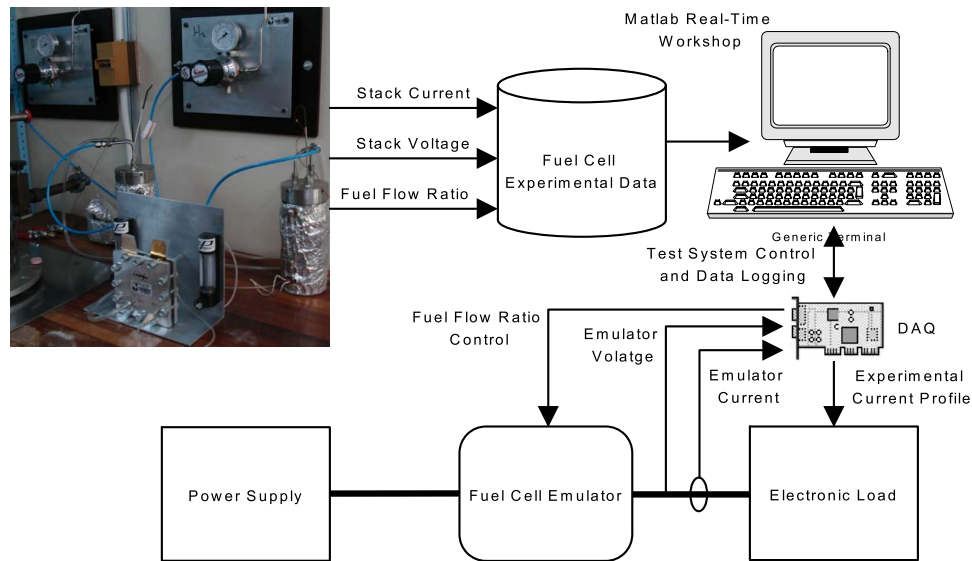 H₂
Matlab Real-Time
Workshop
Stack Current
Stack Voltage
Fuel Flow Ratio
Fuel Cell
Experimental Data
Generic Terminal
Test System Control
and Data Logging
Fuel Flow Ratio
Control
Emulator
Volatge
Emulator
Current
DAQ
Experimental
Current Profile
Power Supply
Fuel Cell Emulator
Electronic Load